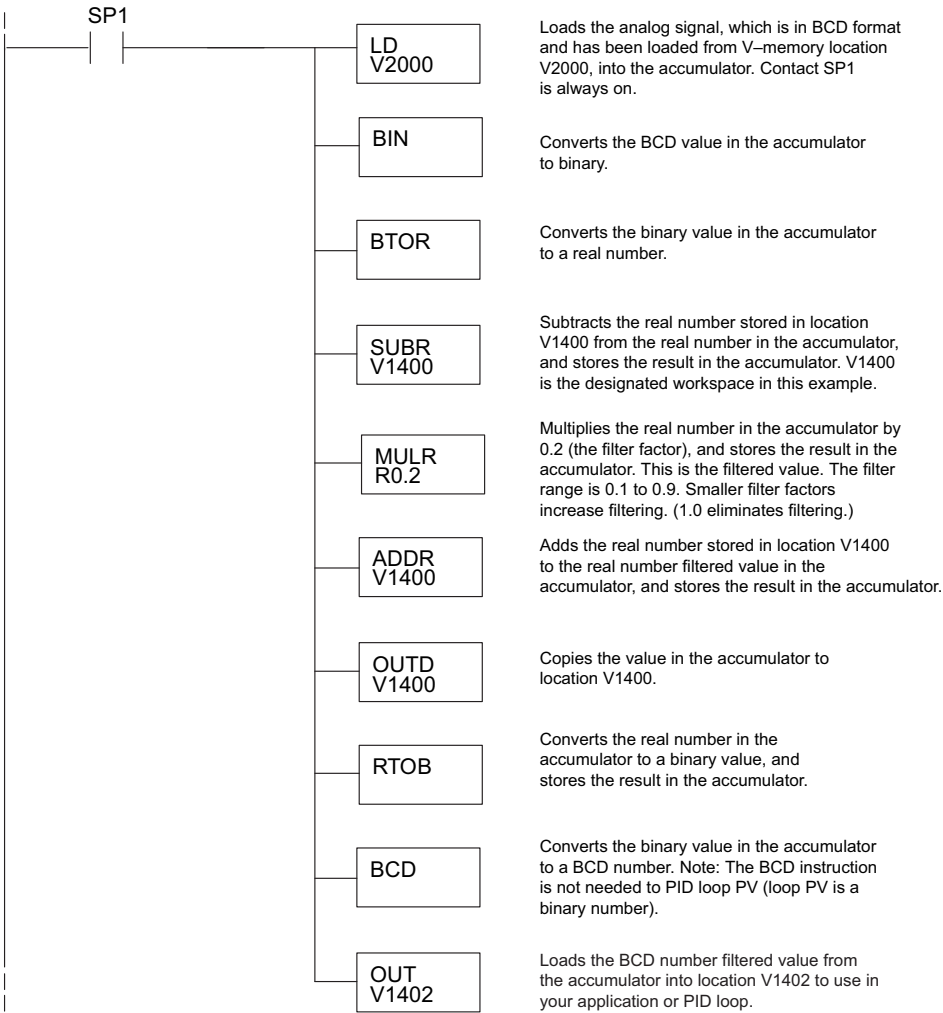 SP1
LD
V2000
Loads the analog signal, which is in BCD format
and has been loaded from V–memory location
V2000, into the accumulator. Contact SP1
is always on.
BIN
Converts the BCD value in the accumulator
to binary.
BTOR
Converts the binary value in the accumulator
to a real number.
SUBR
V1400
Subtracts the real number stored in location
V1400 from the real number in the accumulator,
and stores the result in the accumulator. V1400
is the designated workspace in this example.
MULR
R0.2
Multiplies the real number in the accumulator by
0.2 (the filter factor), and stores the result in the
accumulator. This is the filtered value. The filter
range is 0.1 to 0.9. Smaller filter factors
increase filtering. (1.0 eliminates filtering.)
ADDR
V1400
Adds the real number stored in location V1400
to the real number filtered value in the
accumulator, and stores the result in the accumulator.
OUTD
V1400
Copies the value in the accumulator to
location V1400.
RTOB
Converts the real number in the
accumulator to a binary value, and
stores the result in the accumulator.
BCD
Converts the binary value in the accumulator
to a BCD number. Note: The BCD instruction
is not needed to PID loop PV (loop PV is a
binary number).
OUT
V1402
Loads the BCD number filtered value from
the accumulator into location V1402 to use in
your application or PID loop.